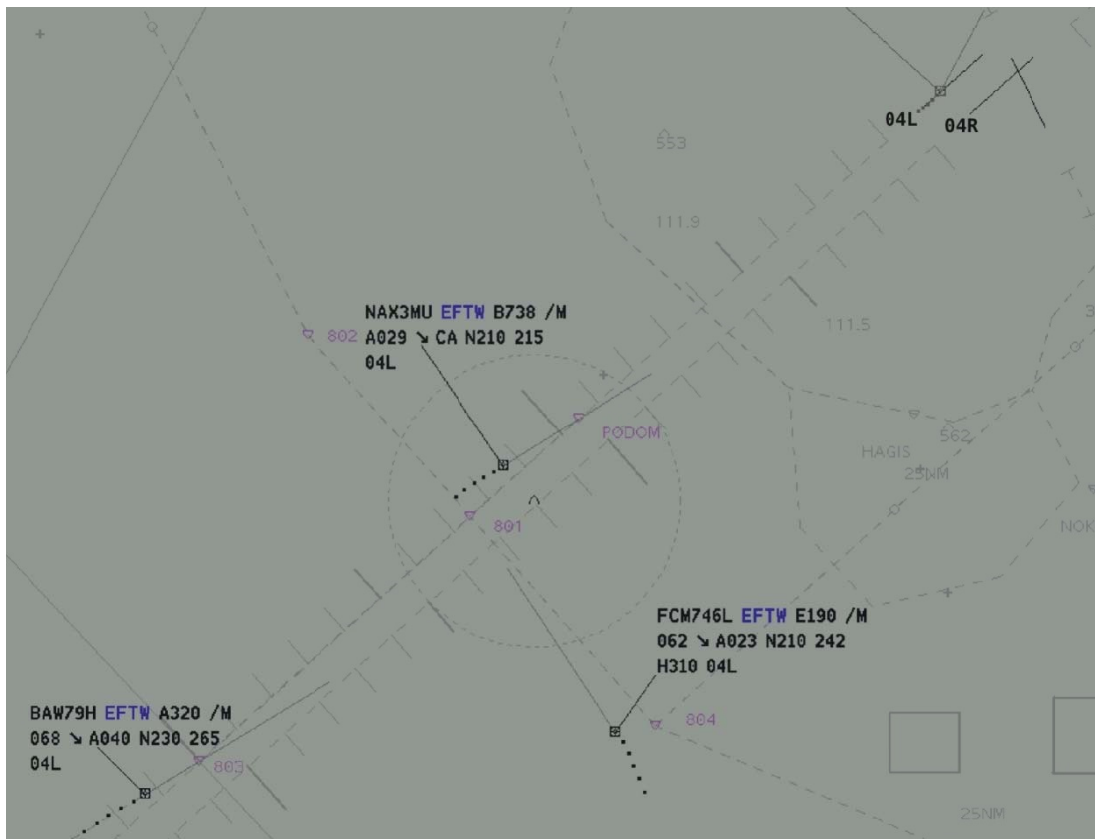 04L
04R
553
111.9
NAX3MU EFTW B738 /M
A029 ↘ CA N210 215
04L
802
111.5
PODOM
562
HAGIS
25NM
801
NOK
FCM746L EFTW E190 /M
062 ↘ A023 N210 242
H310 04L
BAW79H EFTW A320 /M
068 ↘ A040 N230 265
04L
804
803
25NM